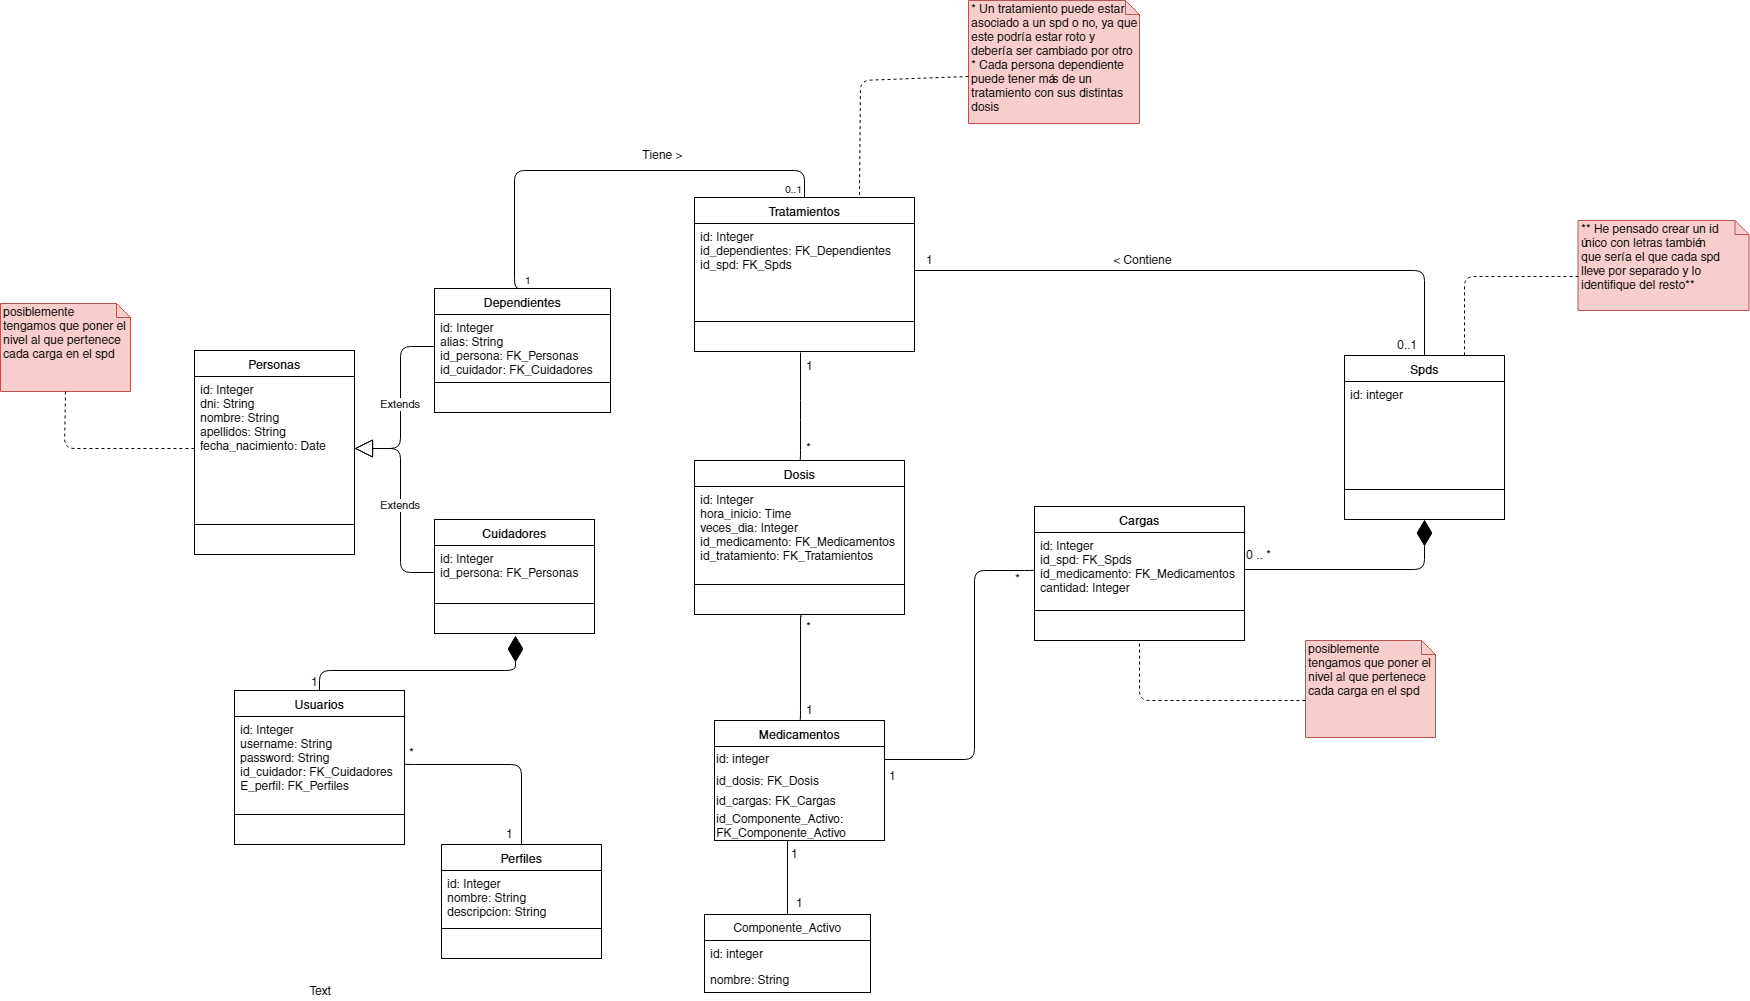 * Un tratamiento puede estar
asociado a un spd o no, ya que
este podría estar roto y
debería ser cambiado por otro
* Cada persona dependiente
puede tener más de un
tratamiento con sus distintas
dosis
Tiene >
0..1
1
Tratamientos
id: Integer
id_dependientes: FK_Dependientes
id_spd: FK_Spds
1
< Contiene
0..1
** He pensado crear un id
único con letras también
que sería el que cada spd
lleve por separado y lo
identifique del resto**
posiblemente
tengamos que poner el
nivel al que pertenece
cada carga en el spd
Personas
id: Integer
dni: String
nombre: String
apellidos: String
fecha_nacimiento: Date
Dependientes
id: Integer
alias: String
id_persona: FK_Personas
id_cuidador: FK_Cuidadores
Extends
Extends
Cuidadores
id: Integer
id_persona: FK_Personas
1
*
Dosis
id: Integer
hora_inicio: Time
veces_dia: Integer
id_medicamento: FK_Medicamentos
id_tratamiento: FK_Tratamientos
*
1
Spds
id: integer
Cargas
id: Integer
id_spd: FK_Spds
id_medicamento: FK_Medicamentos
cantidad: Integer
0 .. *
*
posiblemente
tengamos que poner el
nivel al que pertenece
cada carga en el spd
1
Usuarios
id: Integer
username: String
password: String
id_cuidador: FK_Cuidadores
E_perfil: FK_Perfiles
*
1
Perfiles
id: Integer
nombre: String
descripcion: String
Medicamentos
id: integer
id_dosis: FK_Dosis
id_cargas: FK_Cargas
id_Componente_Activo:
FK_Componente_Activo
1
1
1
Componente_Activo
id: integer
nombre: String
Text